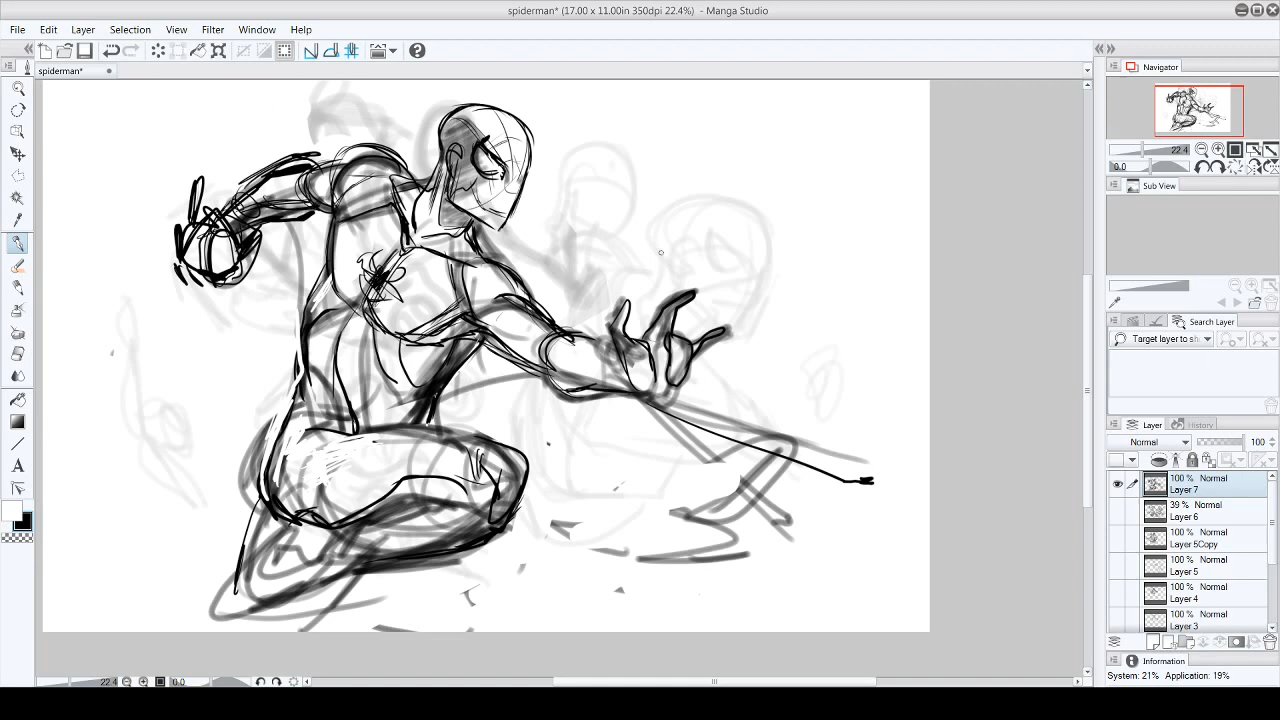 spiderman* (17.00 x 11.00in 350dpi 22.4%) - Manga Studio
File Edit Layer Selection View Filter Window Help
spiderman*
Navigator
22.4
0.0
Sub View
Search Layer
Target layer to sh
Layer History
Normal 100
100 % Normal
Layer 7
39 % Normal
Layer 6
100 % Normal
Layer 5Copy
100 % Normal
Layer 5
100 % Normal
Layer 4
100 % Normal
Layer 3
Information
System: 21% Application: 19%
22.4 0.0
A